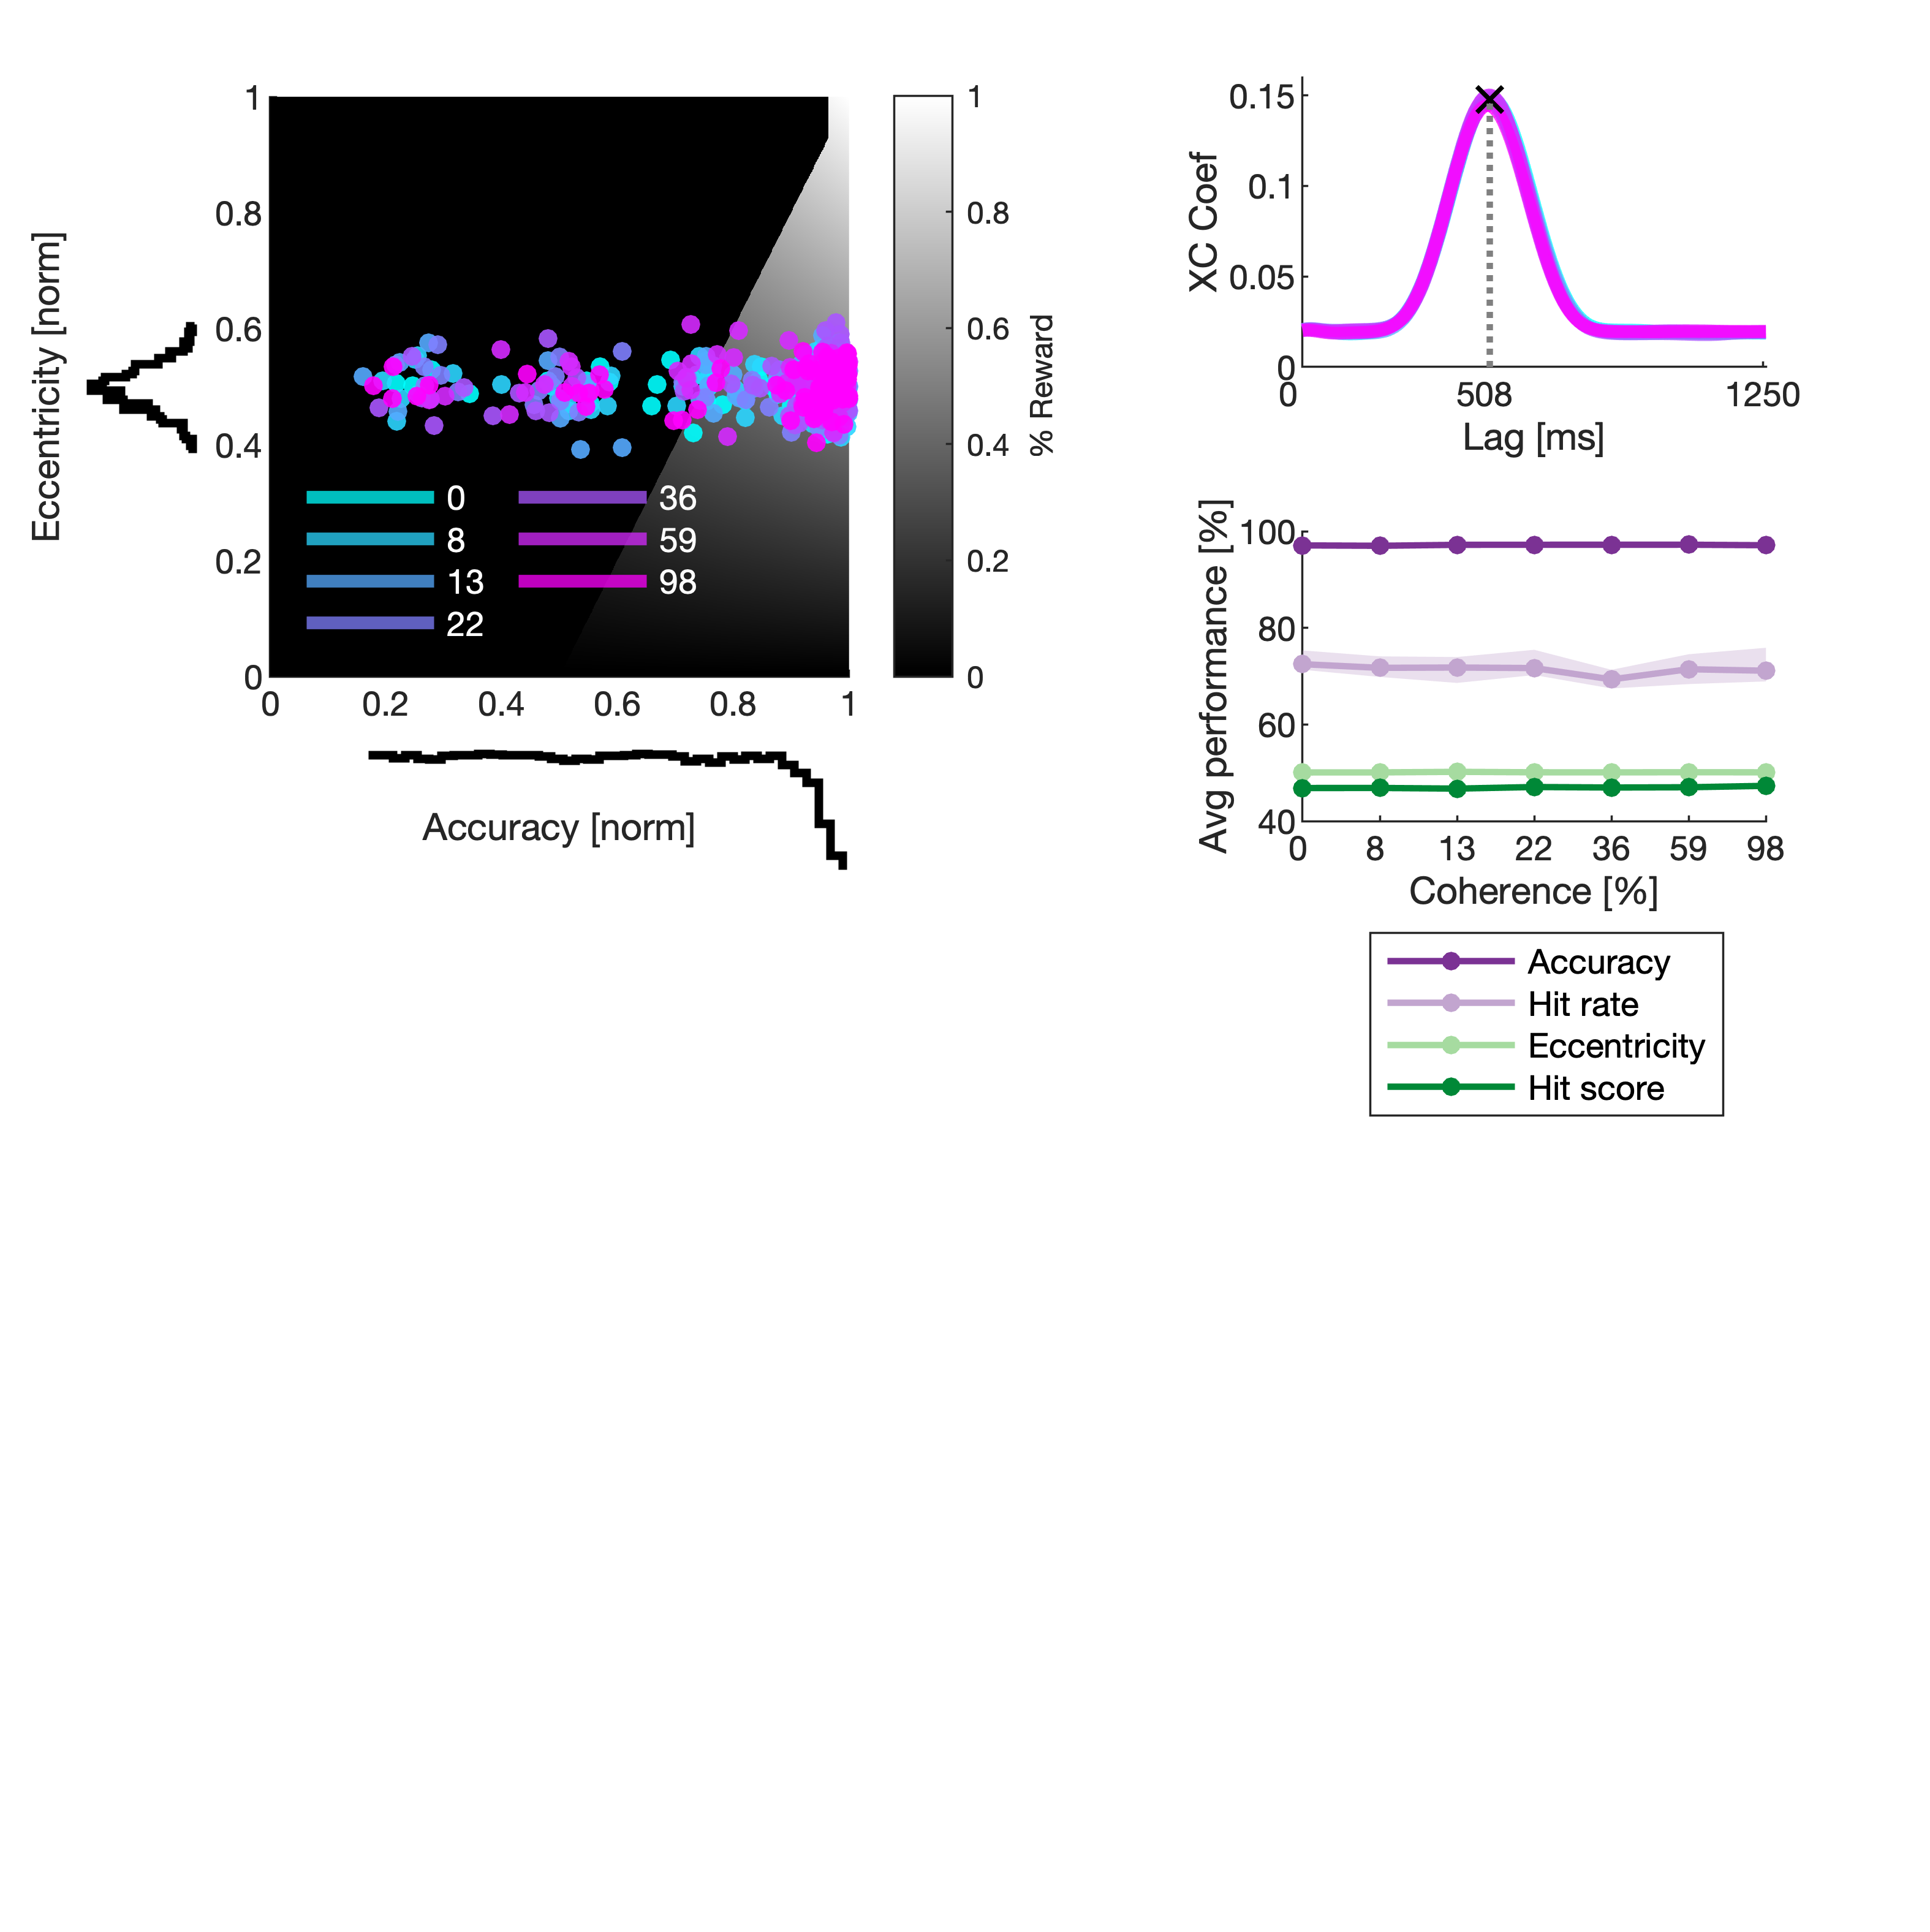 Eccentricity [norm]
1
0.8
0.6
0.4
0.2
0
0 0.2 0.4 0.6 0.8 1
Accuracy [norm]
0
8
13
22
36
59
98
1
0.8
0.6
0.4
0.2
0
% Reward
XC Coef
0.15
0.1
0.05
0
0 508 1250
Lag [ms]
Avg performance [%]
100
80
60
40
0 8 13 22 36 59 98
Coherence [%]
Accuracy
Hit rate
Eccentricity
Hit score